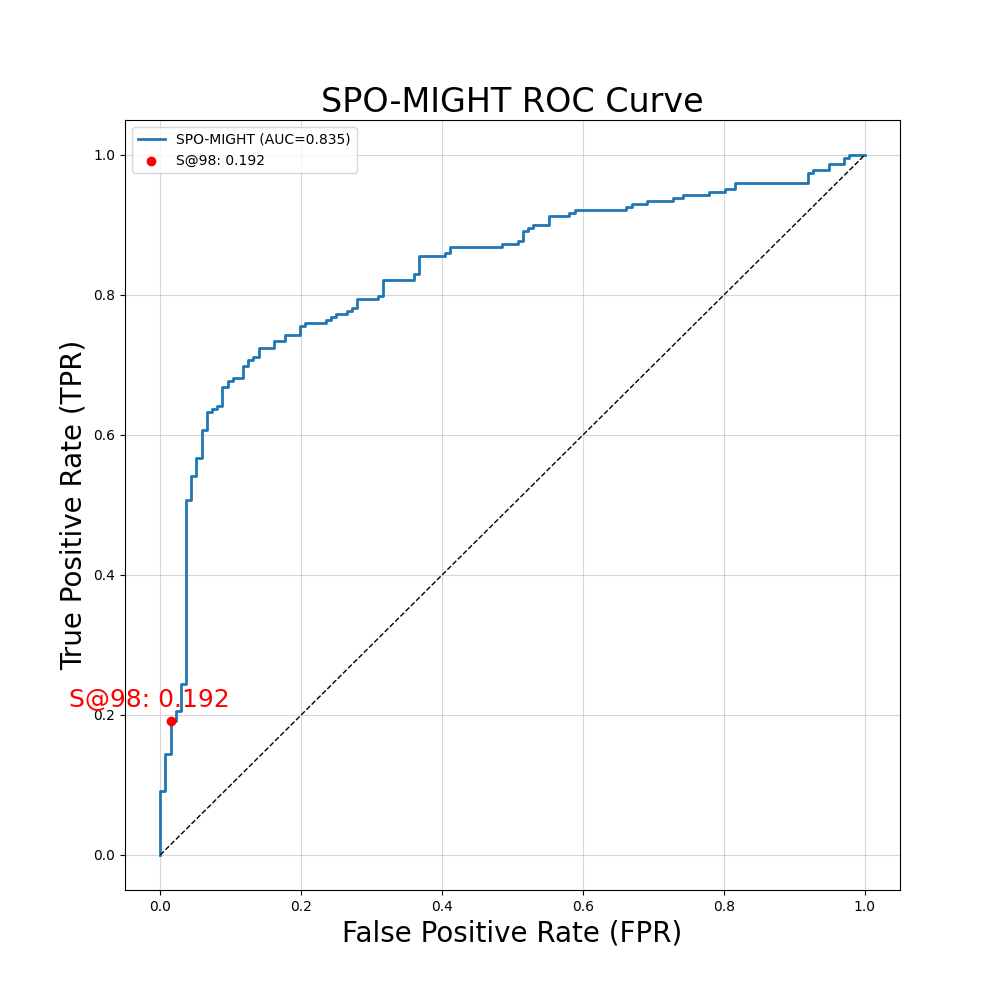 SPO-MIGHT ROC Curve
SPO-MIGHT (AUC=0.835)
S@98: 0.192
1.0
0.8
0.6
0.4
0.2
0.0
True Positive Rate (TPR)
S@98: 0.192
0.0 0.2 0.4 0.6 0.8 1.0
False Positive Rate (FPR)